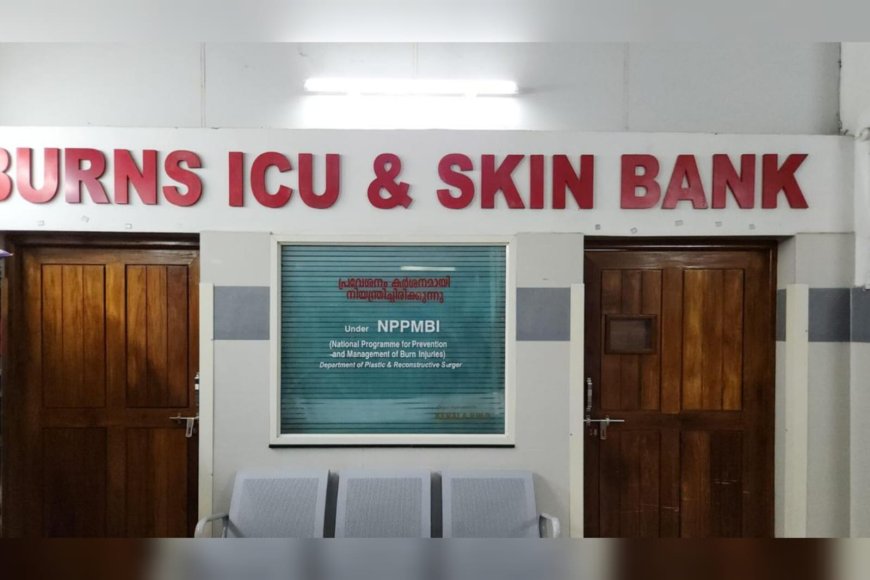 BURNS ICU & SKIN BANK
പ്രവേശനം കർശനമായി
നിയന്ത്രിച്ചിരിക്കുന്നു
Under NPPMBI
(National Programme for Prevention
-and Management of Burn Injuries)
Department of Plastic & Reconstructive Surger